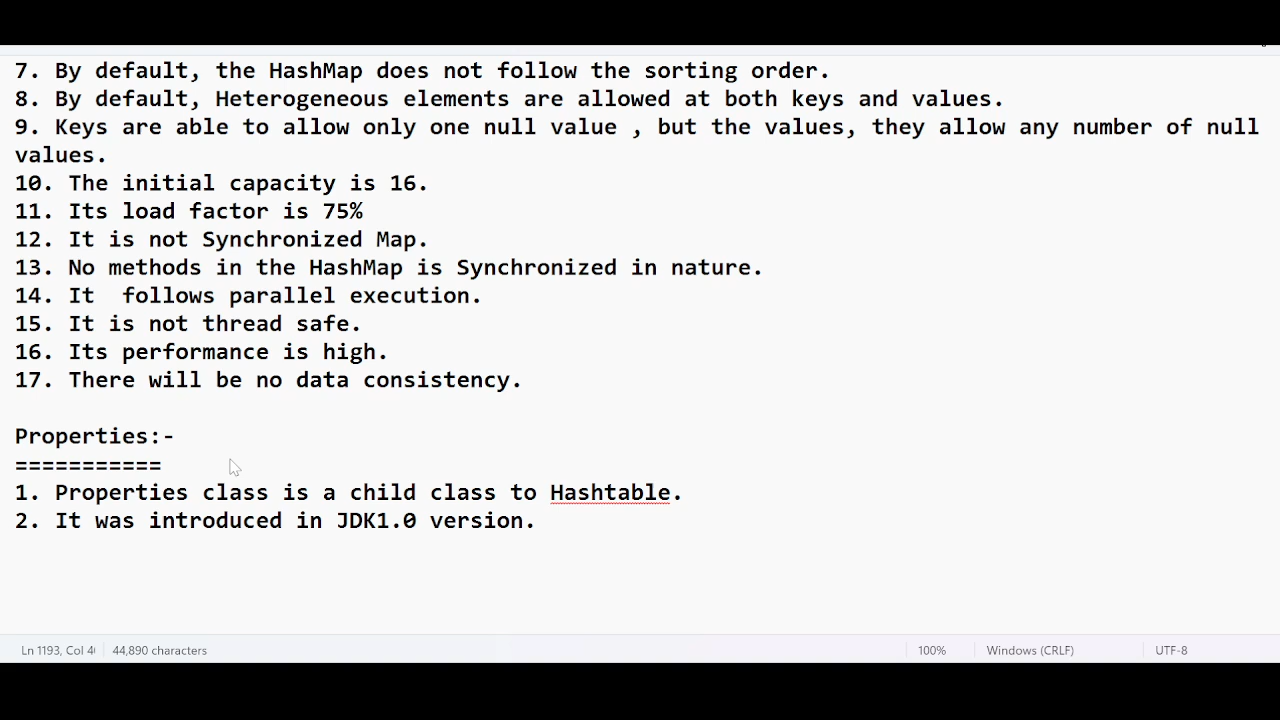 7. By default, the HashMap does not follow the sorting order.
8. By default, Heterogeneous elements are allowed at both keys and values.
9. Keys are able to allow only one null value , but the values, they allow any number of null
values.
10. The initial capacity is 16.
11. Its load factor is 75%
12. It is not Synchronized Map.
13. No methods in the HashMap is Synchronized in nature.
14. It  follows parallel execution.
15. It is not thread safe.
16. Its performance is high.
17. There will be no data consistency.
Properties:-
===========
1. Properties class is a child class to Hashtable.
2. It was introduced in JDK1.0 version.
Ln 1193, Col 44,890 characters 100% Windows (CRLF) UTF-8